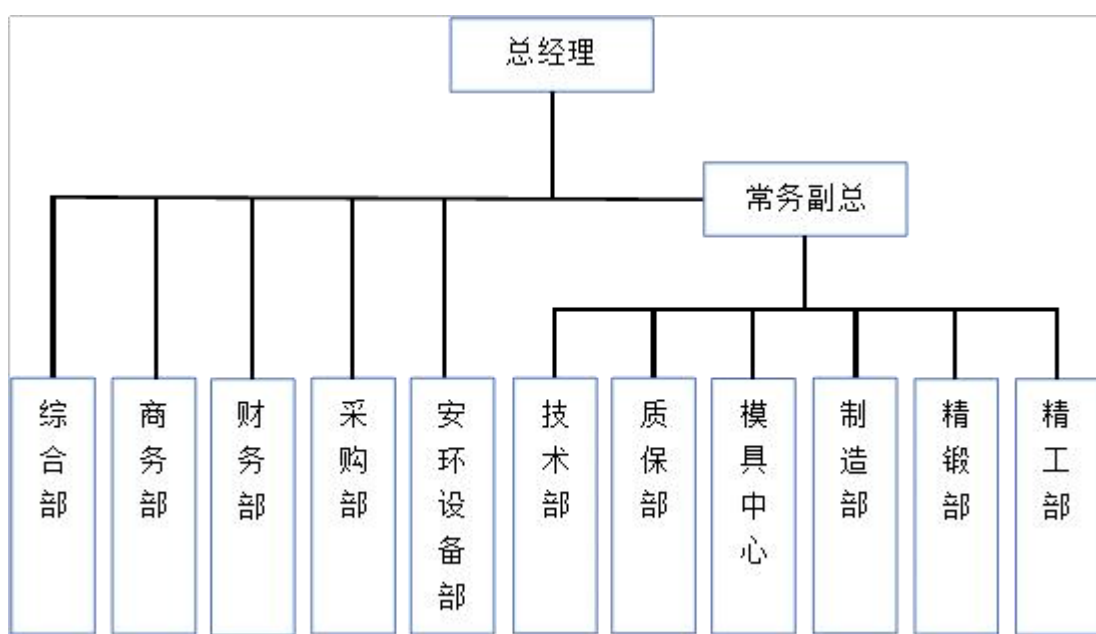 总经理
常务副总
综合部
商务部
财务部
采购部
安环设备部
技术部
质保部
模具中心
制造部
精锻部
精工部